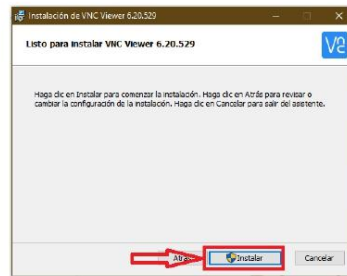 Instalación de VNC Viewer 6.20.529
Listo para instalar VNC Viewer 6.20.529
Haga clic en Instalar para comenzar la instalación. Haga clic en Atrás para revisar o
cambiar la configuración de la instalación. Haga clic en Cancelar para salir del asistente.
Instalar
Cancelar